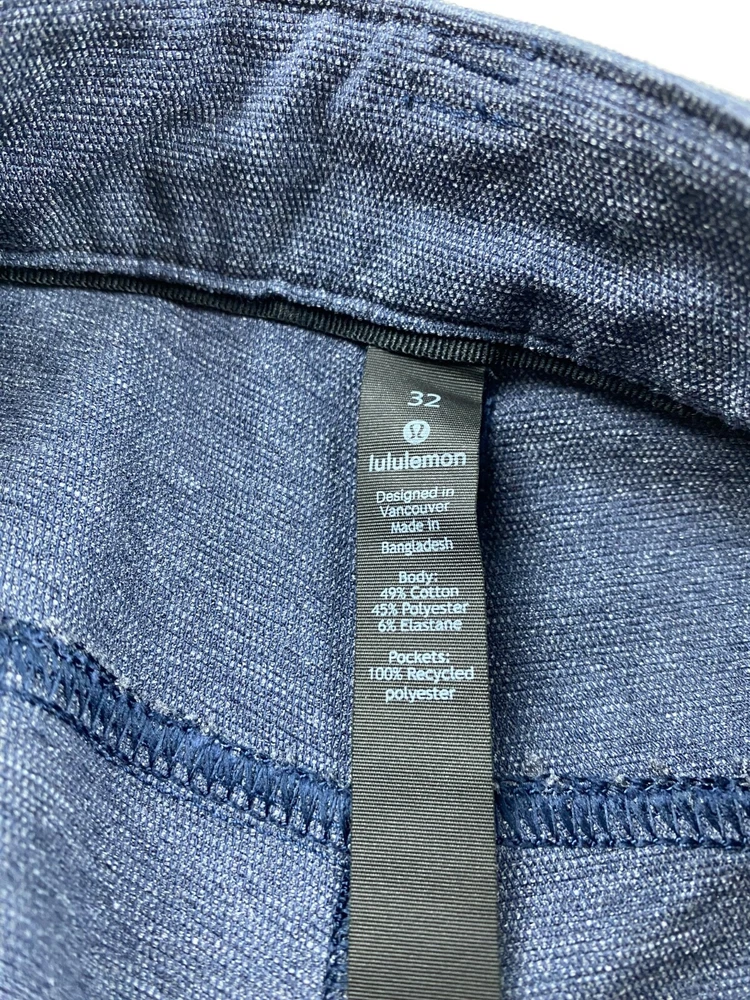 32
lululemon
Designed in
Vancouver
Made in
Bangladesh
Body:
49% Cotton
45% Polyester
6% Elastane
Pockets:
100% Recycled
polyester